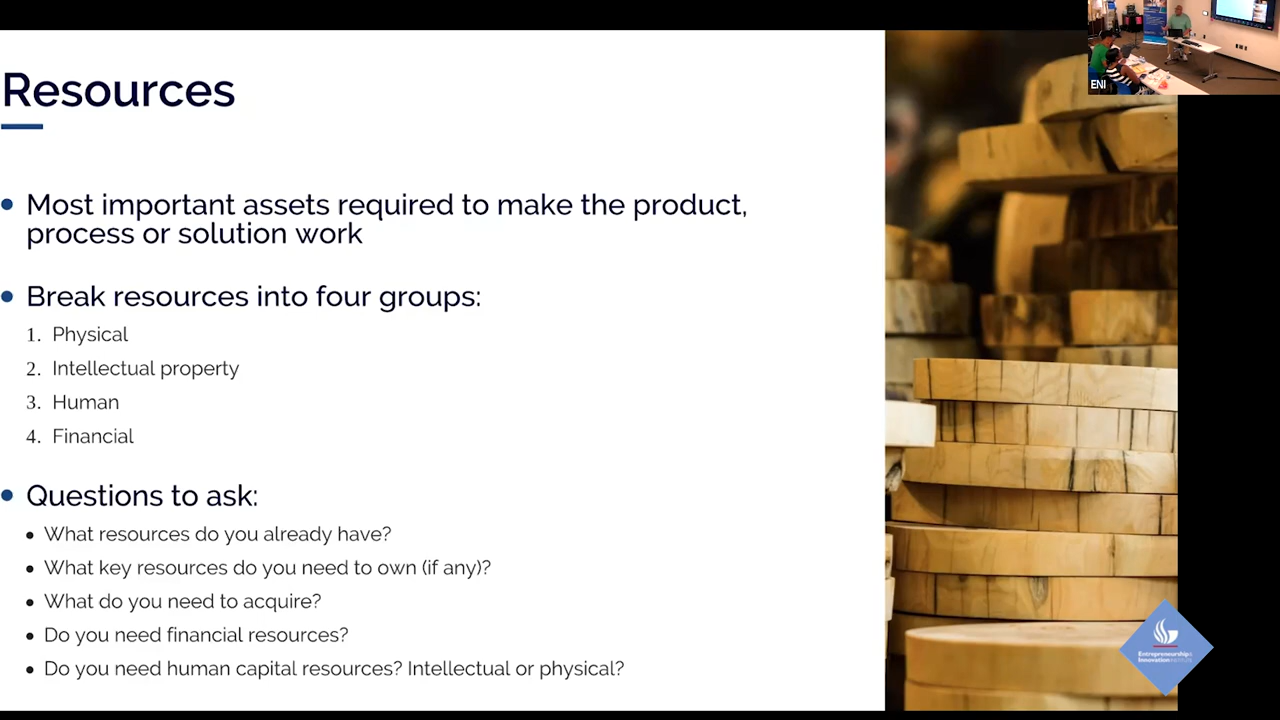 Resources
Most important assets required to make the product,
process or solution work
Break resources into four groups:
1. Physical
2. Intellectual property
3. Human
4. Financial
Questions to ask:
What resources do you already have?
What key resources do you need to own (if any)?
What do you need to acquire?
Do you need financial resources?
Do you need human capital resources? Intellectual or physical?
ENI
Entrepreneurship&
Innovation